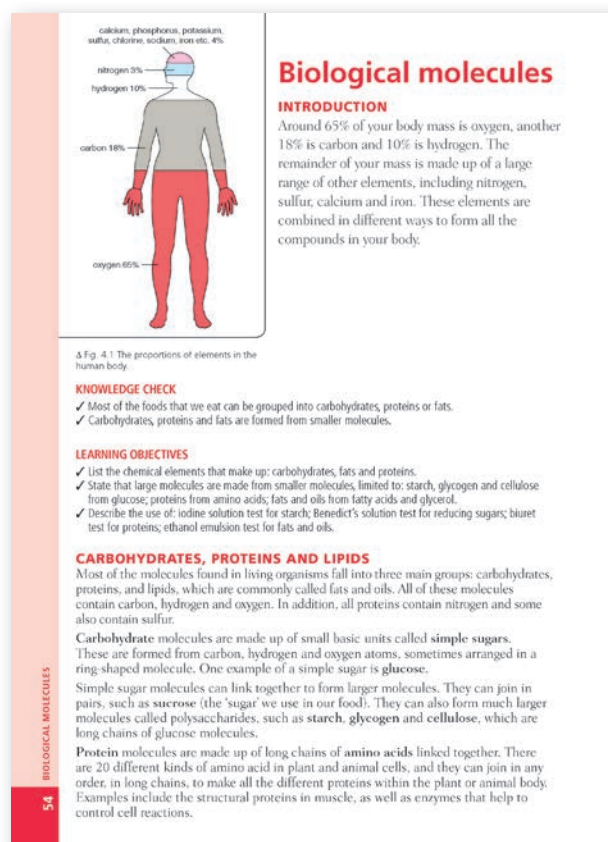 calcium, phosphorus, potassium,
sulfur, chlorine, sodium, iron etc. 4%
nitrogen 3%
hydrogen 10%
carbon 18%
oxygen 65%
Δ Fig. 4.1 The proportions of elements in the
human body.
Biological molecules
INTRODUCTION
Around 65% of your body mass is oxygen, another
18% is carbon and 10% is hydrogen. The
remainder of your mass is made up of a large
range of other elements, including nitrogen,
sulfur, calcium and iron. These elements are
combined in different ways to form all the
compounds in your body.
KNOWLEDGE CHECK
✓ Most of the foods that we eat can be grouped into carbohydrates, proteins or fats.
✓ Carbohydrates, proteins and fats are formed from smaller molecules.
LEARNING OBJECTIVES
✓ List the chemical elements that make up: carbohydrates, fats and proteins.
✓ State that large molecules are made from smaller molecules, limited to: starch, glycogen and cellulose
from glucose; proteins from amino acids; fats and oils from fatty acids and glycerol.
✓ Describe the use of: iodine solution test for starch; Benedict's solution test for reducing sugars; biuret
test for proteins; ethanol emulsion test for fats and oils.
CARBOHYDRATES, PROTEINS AND LIPIDS
Most of the molecules found in living organisms fall into three main groups: carbohydrates,
proteins, and lipids, which are commonly called fats and oils. All of these molecules
contain carbon, hydrogen and oxygen. In addition, all proteins contain nitrogen and some
also contain sulfur.
Carbohydrate molecules are made up of small basic units called simple sugars.
These are formed from carbon, hydrogen and oxygen atoms, sometimes arranged in a
ring-shaped molecule. One example of a simple sugar is glucose.
Simple sugar molecules can link together to form larger molecules. They can join in
pairs, such as sucrose (the 'sugar' we use in our food). They can also form much larger
molecules called polysaccharides, such as starch, glycogen and cellulose, which are
long chains of glucose molecules.
Protein molecules are made up of long chains of amino acids linked together. There
are 20 different kinds of amino acid in plant and animal cells, and they can join in any
order, in long chains, to make all the different proteins within the plant or animal body.
Examples include the structural proteins in muscle, as well as enzymes that help to
control cell reactions.
BIOLOGICAL MOLECULES
54